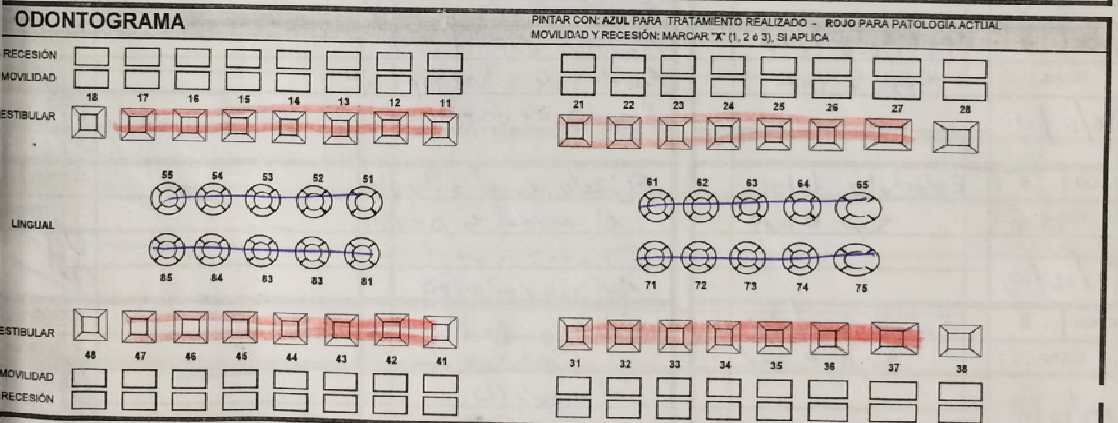 ODONTOGRAMA
PINTAR CON: AZUL PARA TRATAMIENTO REALIZADO - ROJO PARA PATOLOGÍA ACTUAL
MOVILIDAD Y RECESIÓN: MARCAR "X" (1, 2 ó 3), SI APLICA
RECESIÓN
MOVILIDAD
18 17 16 15 14 13 12 11 21 22 23 24 25 26 27 28
ESTIBULAR
55 54 53 52 51 61 62 63 64 65
LINGUAL
85 84 83 83 81 71 72 73 74 75
ESTIBULAR
48 47 46 45 44 43 42 41 31 32 33 34 35 36 37 38
MOVILIDAD
RECESIÓN